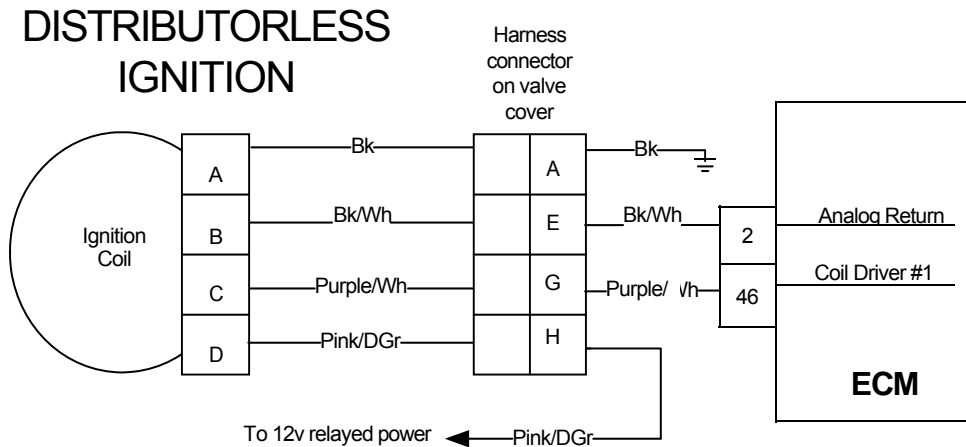 DISTRIBUTORLESS
IGNITION
Harness
connector
on valve
cover
Ignition
Coil
A
B
C
D
Bk
Bk/Wh
Purple/Wh
Pink/DGr
A
E
G
H
Bk
Bk/Wh
Purple/
2
46
Analog Return
Coil Driver #1
ECM
To 12v relayed power
Pink/DGr